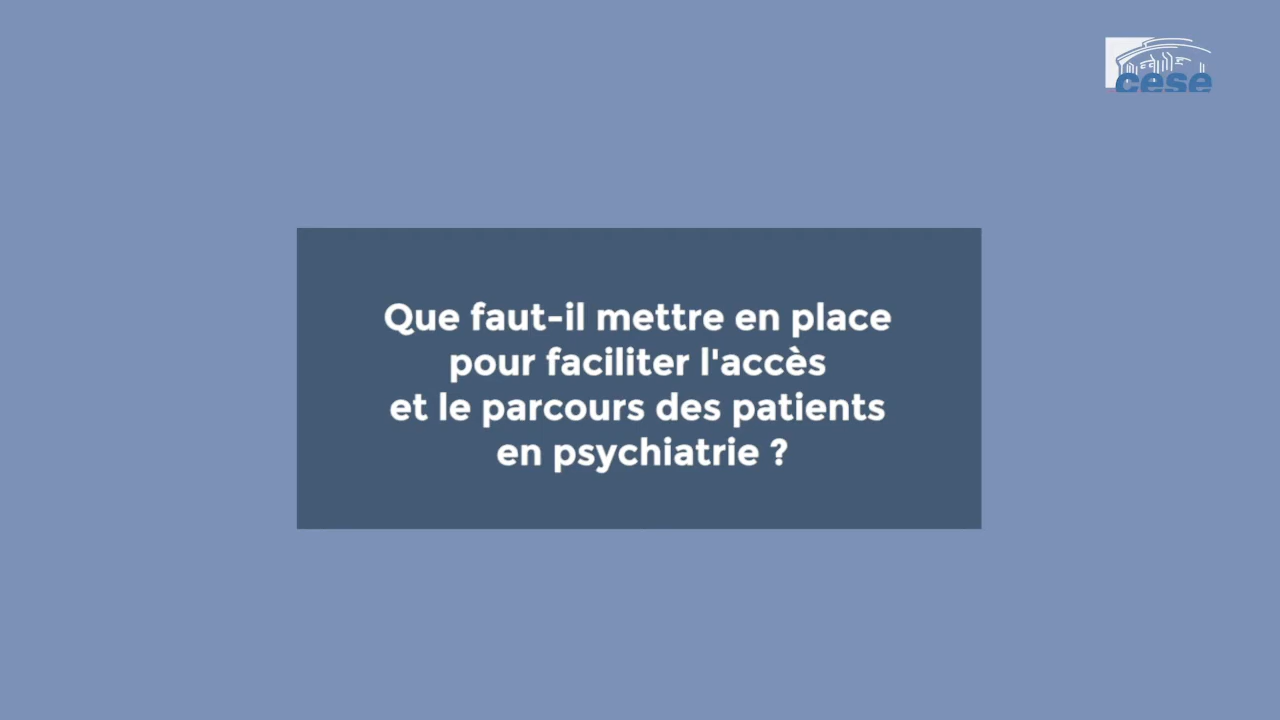 cese
Que faut-il mettre en place
pour faciliter l'accès
et le parcours des patients
en psychiatrie ?